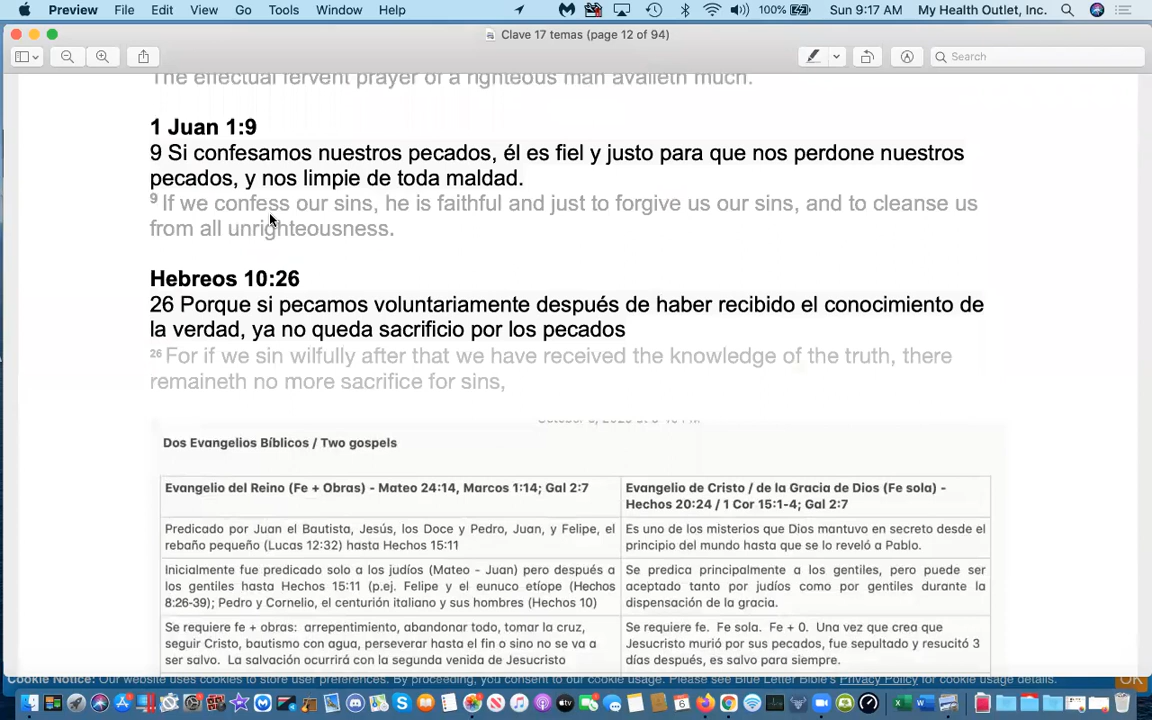 Preview File Edit View Go Tools Window Help 100% Sun 9:17 AM My Health Outlet, Inc.
Clave 17 temas (page 12 of 94)
Search
The effectual fervent prayer of a righteous man availeth much.
1 Juan 1:9
9 Si confesamos nuestros pecados, él es fiel y justo para que nos perdone nuestros
pecados, y nos limpie de toda maldad.
9 If we confess our sins, he is faithful and just to forgive us our sins, and to cleanse us
from all unrighteousness.
Hebreos 10:26
26 Porque si pecamos voluntariamente después de haber recibido el conocimiento de
la verdad, ya no queda sacrificio por los pecados
26 For if we sin wilfully after that we have received the knowledge of the truth, there
remaineth no more sacrifice for sins,
Dos Evangelios Bíblicos / Two gospels
Evangelio del Reino (Fe + Obras) - Mateo 24:14, Marcos 1:14; Gal 2:7
Evangelio de Cristo / de la Gracia de Dios (Fe sola) -
Hechos 20:24 / 1 Cor 15:1-4; Gal 2:7
Predicado por Juan el Bautista, Jesús, los Doce y Pedro, Juan, y Felipe, el
rebaño pequeño (Lucas 12:32) hasta Hechos 15:11
Es uno de los misterios que Dios mantuvo en secreto desde el
principio del mundo hasta que se lo reveló a Pablo.
Inicialmente fue predicado solo a los judíos (Mateo - Juan) pero después a
los gentiles hasta Hechos 15:11 (p.ej. Felipe y el eunuco etíope (Hechos
8:26-39); Pedro y Cornelio, el centurión italiano y sus hombres (Hechos 10)
Se predica principalmente a los gentiles, pero puede ser
aceptado tanto por judíos como por gentiles durante la
dispensación de la gracia.
Se requiere fe + obras: arrepentimiento, abandonar todo, tomar la cruz,
seguir Cristo, bautismo con agua, perseverar hasta el fin o sino no se va a
ser salvo. La salvación ocurrirá con la segunda venida de Jesucristo
Se requiere fe. Fe sola. Fe + 0. Una vez que crea que
Jesucristo murió por sus pecados, fue sepultado y resucitó 3
días después, es salvo para siempre.
Cookie Notice: Our website uses cookies to store user preferences. By proceeding, you consent to our cookie usage. Please see Blue Letter Bible's Privacy Policy for cookie usage details.
OK